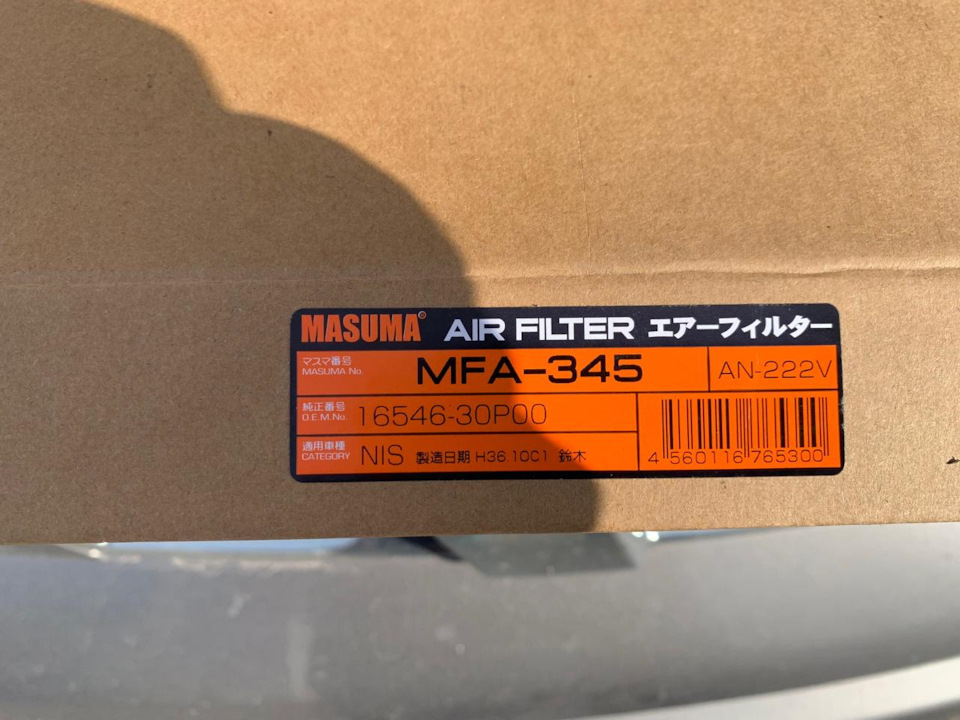 MASUMA® AIR FILTER エアーフィルター
マスマ番号
MASUMA No.
MFA-345
AN-222V
純正番号
O.E.M.No.
16546-30P00
適用車種
CATEGORY
NIS 製造日期 H36.10C1 鈴木
4 560116 765300